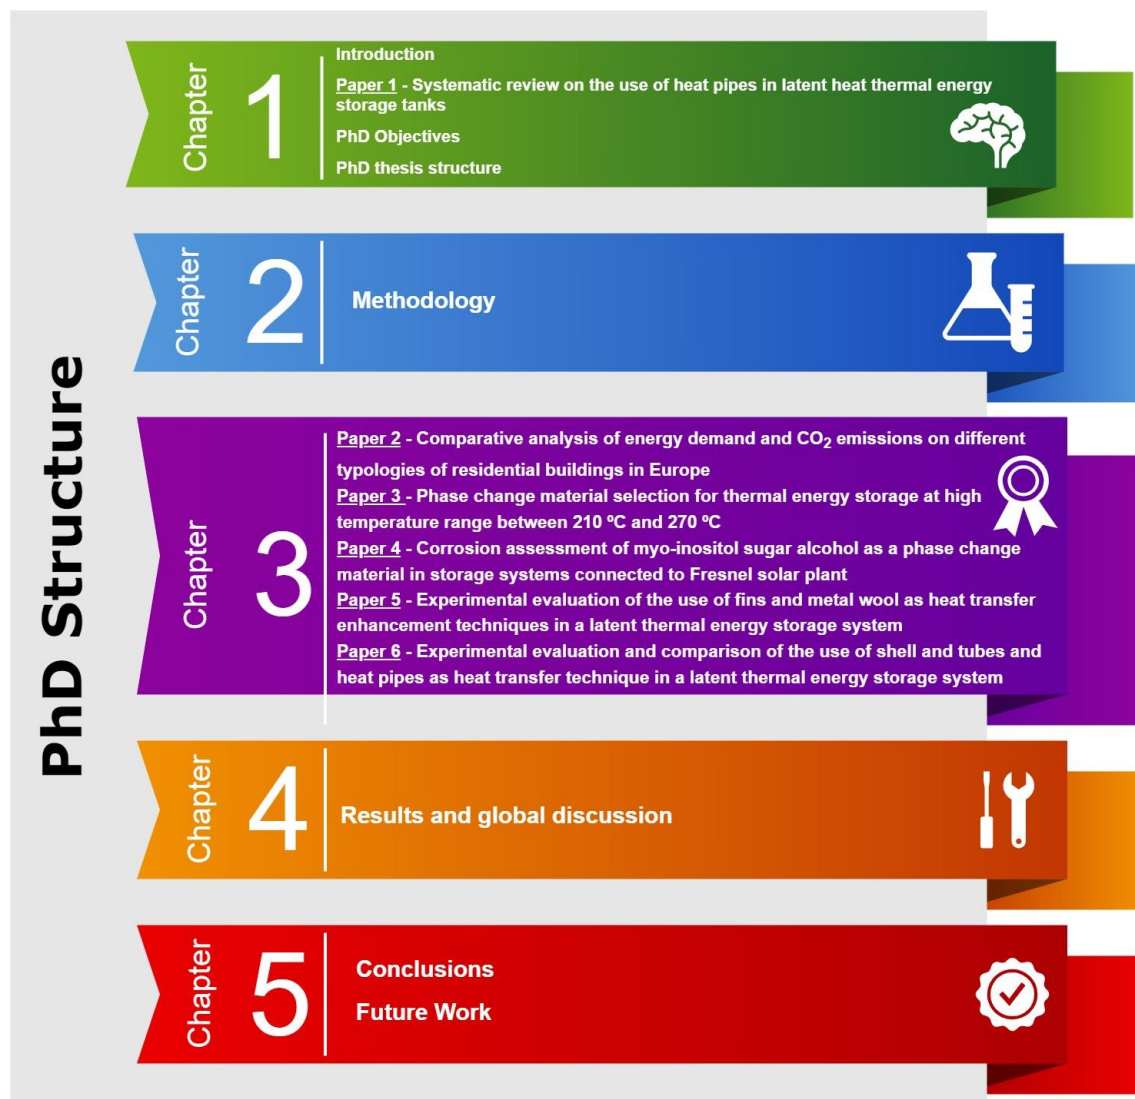 PhD Structure
Chapter
1
Introduction
Paper 1 - Systematic review on the use of heat pipes in latent heat thermal energy
storage tanks
PhD Objectives
PhD thesis structure
Chapter
2
Methodology
Chapter
3
Paper 2 - Comparative analysis of energy demand and CO₂ emissions on different
typologies of residential buildings in Europe
Paper 3 - Phase change material selection for thermal energy storage at high
temperature range between 210 ºC and 270 ºC
Paper 4 - Corrosion assessment of myo-inositol sugar alcohol as a phase change
material in storage systems connected to Fresnel solar plant
Paper 5 - Experimental evaluation of the use of fins and metal wool as heat transfer
enhancement techniques in a latent thermal energy storage system
Paper 6 - Experimental evaluation and comparison of the use of shell and tubes and
heat pipes as heat transfer technique in a latent thermal energy storage system
Chapter
4
Results and global discussion
Chapter
5
Conclusions
Future Work